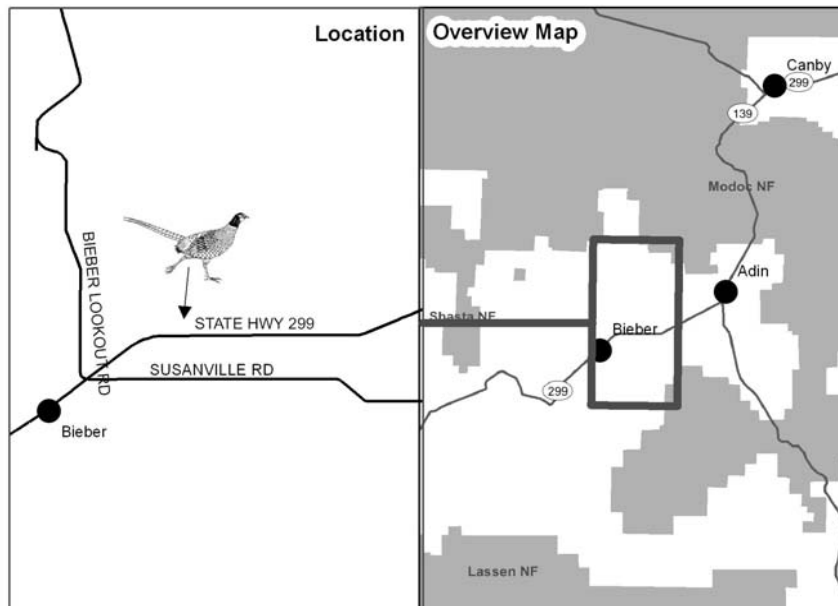 Location
BIEBER LOOKOUT RD
STATE HWY 299
SUSANVILLE RD
Bieber
Overview Map
Canby
299
139
Modoc NF
Adin
Shasta NF
Bieber
299
Lassen NF